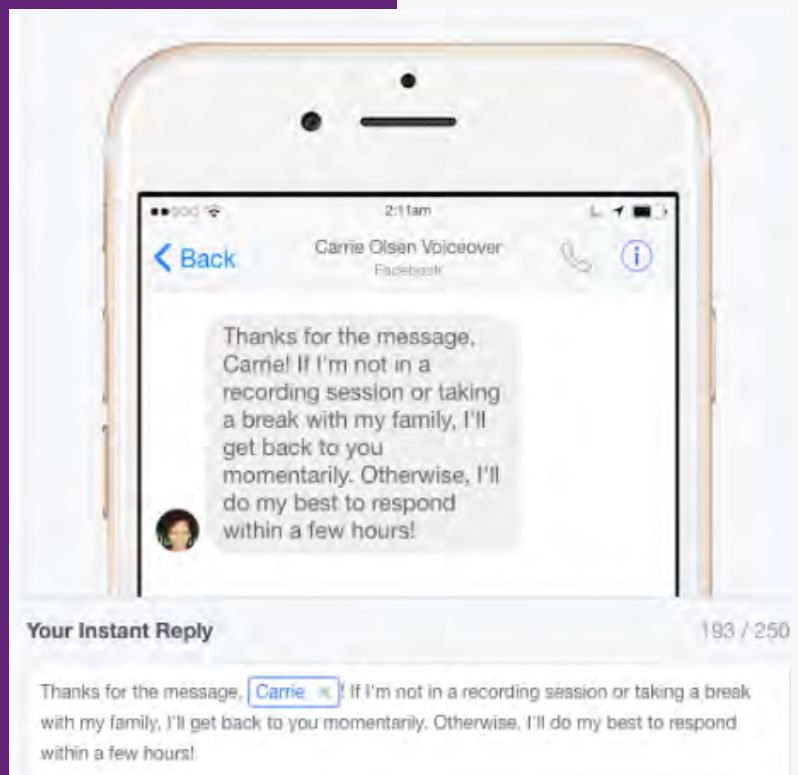 2:11am
Back
Carrie Olsen Voiceover
Facebook
Thanks for the message,
Carrie! If I'm not in a
recording session or taking
a break with my family, I'll
get back to you
momentarily. Otherwise, I'll
do my best to respond
within a few hours!
Your Instant Reply
193 / 250
Thanks for the message, Carrie ×! If I'm not in a recording session or taking a break
with my family, I'll get back to you momentarily. Otherwise, I'll do my best to respond
within a few hours!